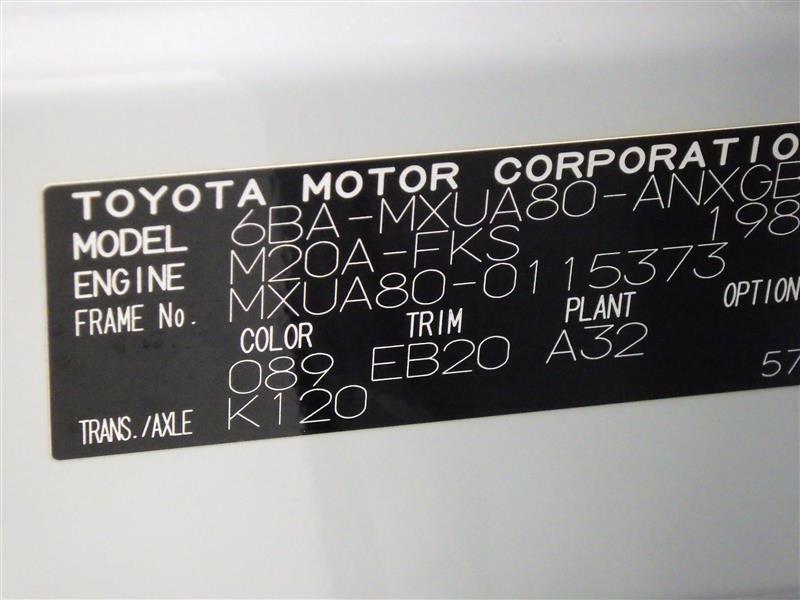 TOYOTA MOTOR CORPORATIO
MODEL 6BA-MXUA80-ANXGB
ENGINE M20A-FKS 198
FRAME No. MXUA80-0115373
COLOR TRIM PLANT OPTION
089 EB20 A32 57
TRANS./AXLE K120